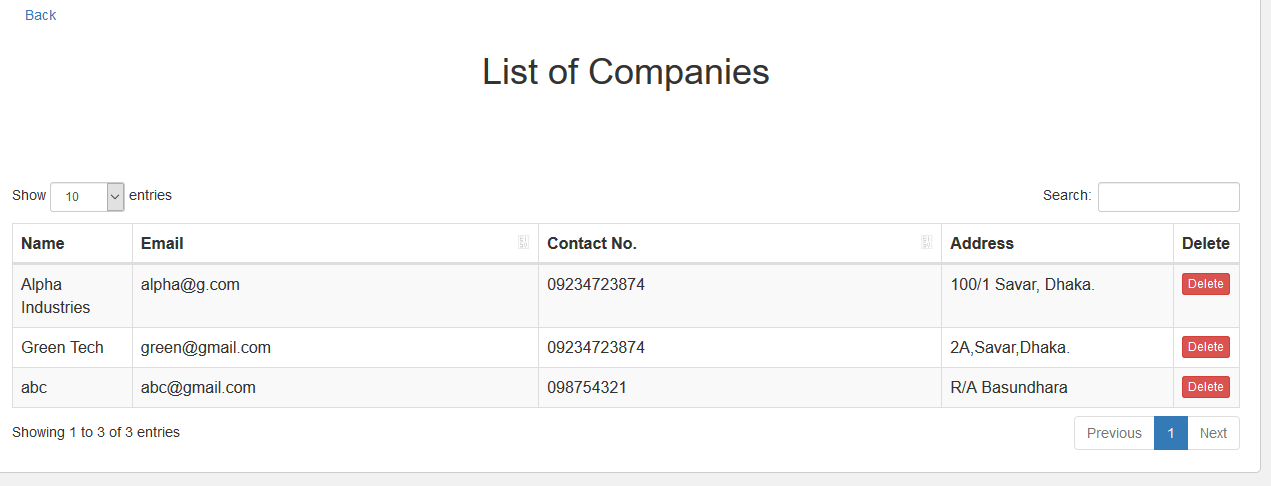 Back
List of Companies
Show 10 entries Search:
Name Email Contact No. Address Delete
Alpha Industries alpha@g.com 09234723874 100/1 Savar, Dhaka. Delete
Green Tech green@gmail.com 09234723874 2A,Savar,Dhaka. Delete
abc abc@gmail.com 098754321 R/A Basundhara Delete
Showing 1 to 3 of 3 entries Previous 1 Next